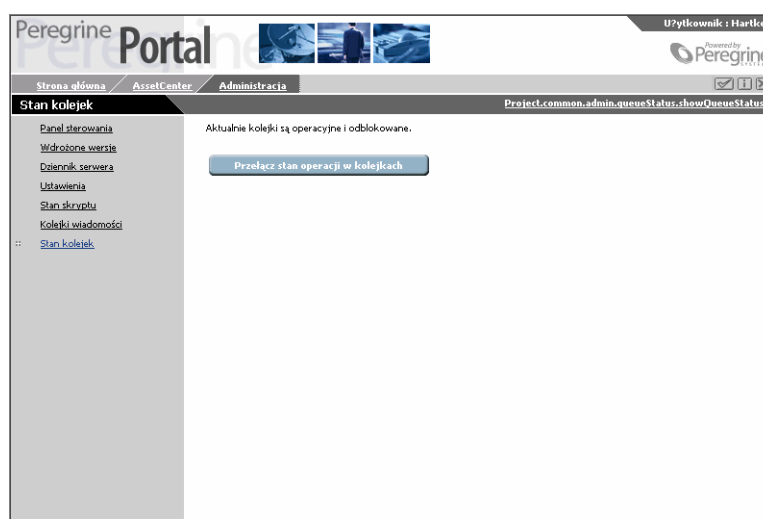 Peregrine Portal
U?ytkownik : Hartke
Powered by
Peregrine
Strona główna
AssetCenter
Administracja
Stan kolejek
Project.common.admin.queueStatus.showQueueStatus
Panel sterowania
Aktualnie kolejki są operacyjne i odblokowane.
Wdrożone wersje
Dziennik serwera
Przełącz stan operacji w kolejkach
Ustawienia
Stan skryptu
Kolejki wiadomości
Stan kolejek